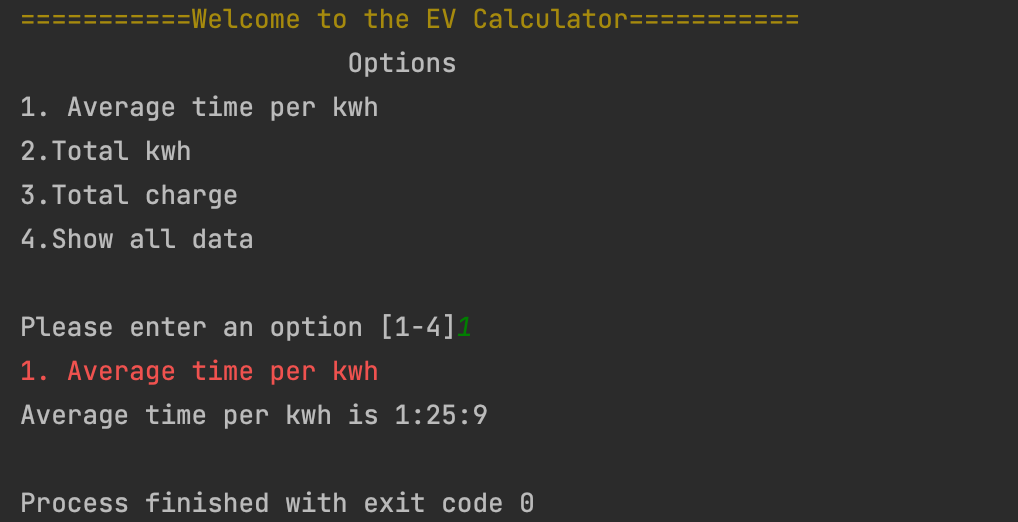 ===========Welcome to the EV Calculator===========
Options
1. Average time per kwh
2.Total kwh
3.Total charge
4.Show all data
Please enter an option [1-4]1
1. Average time per kwh
Average time per kwh is 1:25:9
Process finished with exit code 0